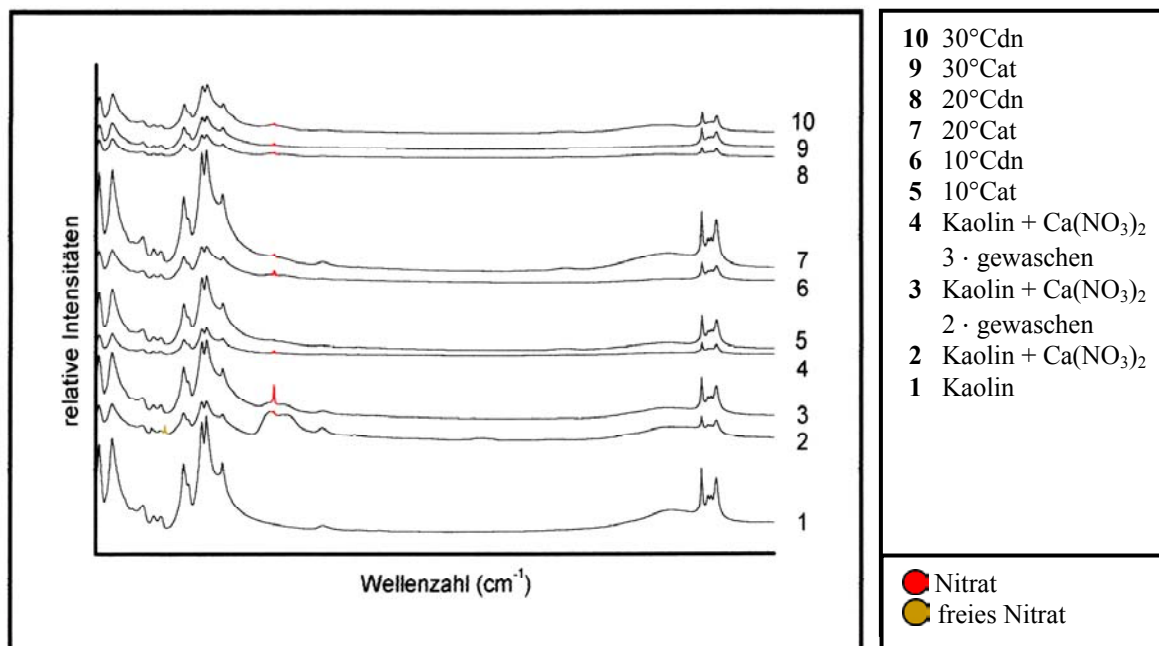 relative Intensitäten
10
9
8
7
6
5
4
3
2
1
Wellenzahl (cm⁻¹)
10 30°Cdn
9 30°Cat
8 20°Cdn
7 20°Cat
6 10°Cdn
5 10°Cat
4 Kaolin + Ca(NO₃)₂
3 · gewaschen
3 Kaolin + Ca(NO₃)₂
2 · gewaschen
2 Kaolin + Ca(NO₃)₂
1 Kaolin
Nitrat
freies Nitrat